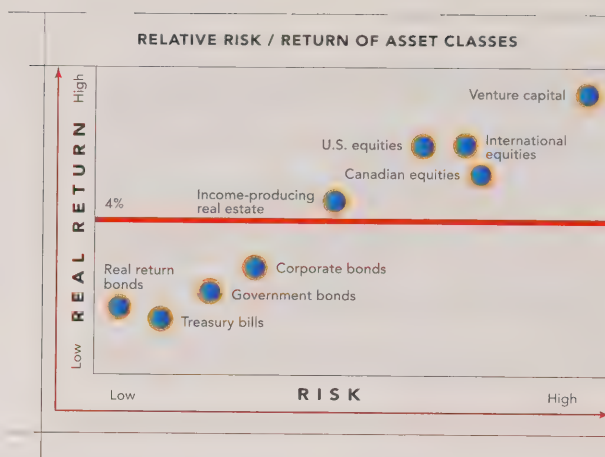 RELATIVE RISK / RETURN OF ASSET CLASSES
High
REAL RETURN
Low
Venture capital
U.S. equities
International
equities
Canadian equities
Income-producing
real estate
4%
Real return
bonds
Corporate bonds
Government bonds
Treasury bills
Low
RISK
High